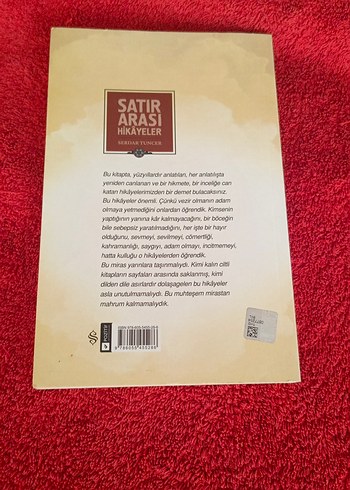 SATIR
ARASI
HİKÂYELER
SERDAR TUNCER
Bu kitapta, yüzyıllardır anlatılan, her anlatılışta
yeniden canlanan ve bir hikmete, bir inceliğe can
katan hikâyelerimizden bir demet bulacaksınız.
Bu hikâyeler önemli. Çünkü vezir olmanın adam
olmaya yetmediğini onlardan öğrendik. Kimsenin
yaptığının yanına kâr kalmayacağını, bir böceğin
bile sebepsiz yaratılmadığını, her işte bir hayır
olduğunu, sevmeyi, sevilmeyi, cömertliği,
kahramanlığı, saygıyı, adam olmayı, incitmemeyi,
hatta kulluğu o hikâyelerden öğrendik.
Bu miras yarınlara taşınmalıydı. Kimi kalın ciltli
kitapların sayfaları arasında saklanmış, kimi
dilden dile asırlardır dolaşagelen bu hikâyeler
asla unutulmamalıydı. Bu muhteşem mirastan
mahrum kalmamalıydık.